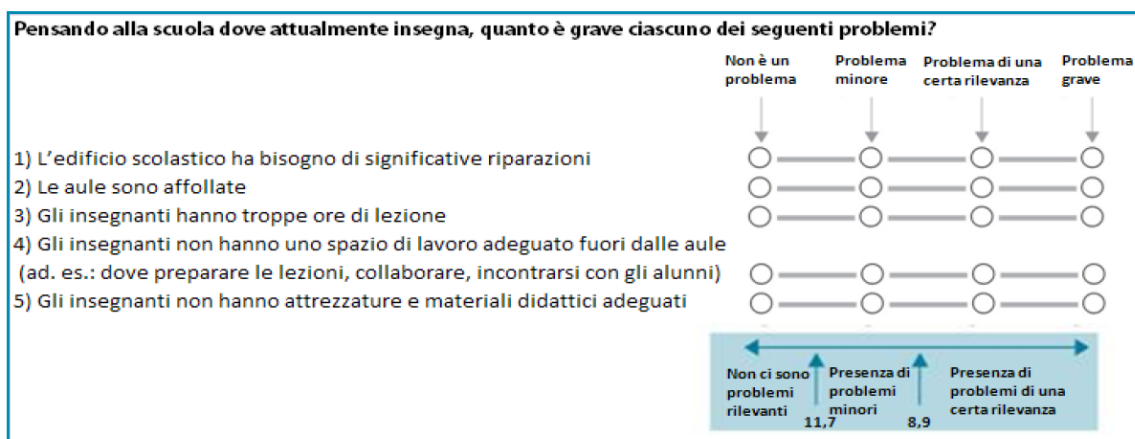 Pensando alla scuola dove attualmente insegna, quanto è grave ciascuno dei seguenti problemi?
Non è un problema
Problema minore
Problema di una certa rilevanza
Problema grave
1) L'edificio scolastico ha bisogno di significative riparazioni
2) Le aule sono affollate
3) Gli insegnanti hanno troppe ore di lezione
4) Gli insegnanti non hanno uno spazio di lavoro adeguato fuori dalle aule
(ad. es.: dove preparare le lezioni, collaborare, incontrarsi con gli alunni)
5) Gli insegnanti non hanno attrezzature e materiali didattici adeguati
Non ci sono problemi rilevanti
11,7
Presenza di problemi minori
8,9
Presenza di problemi di una certa rilevanza